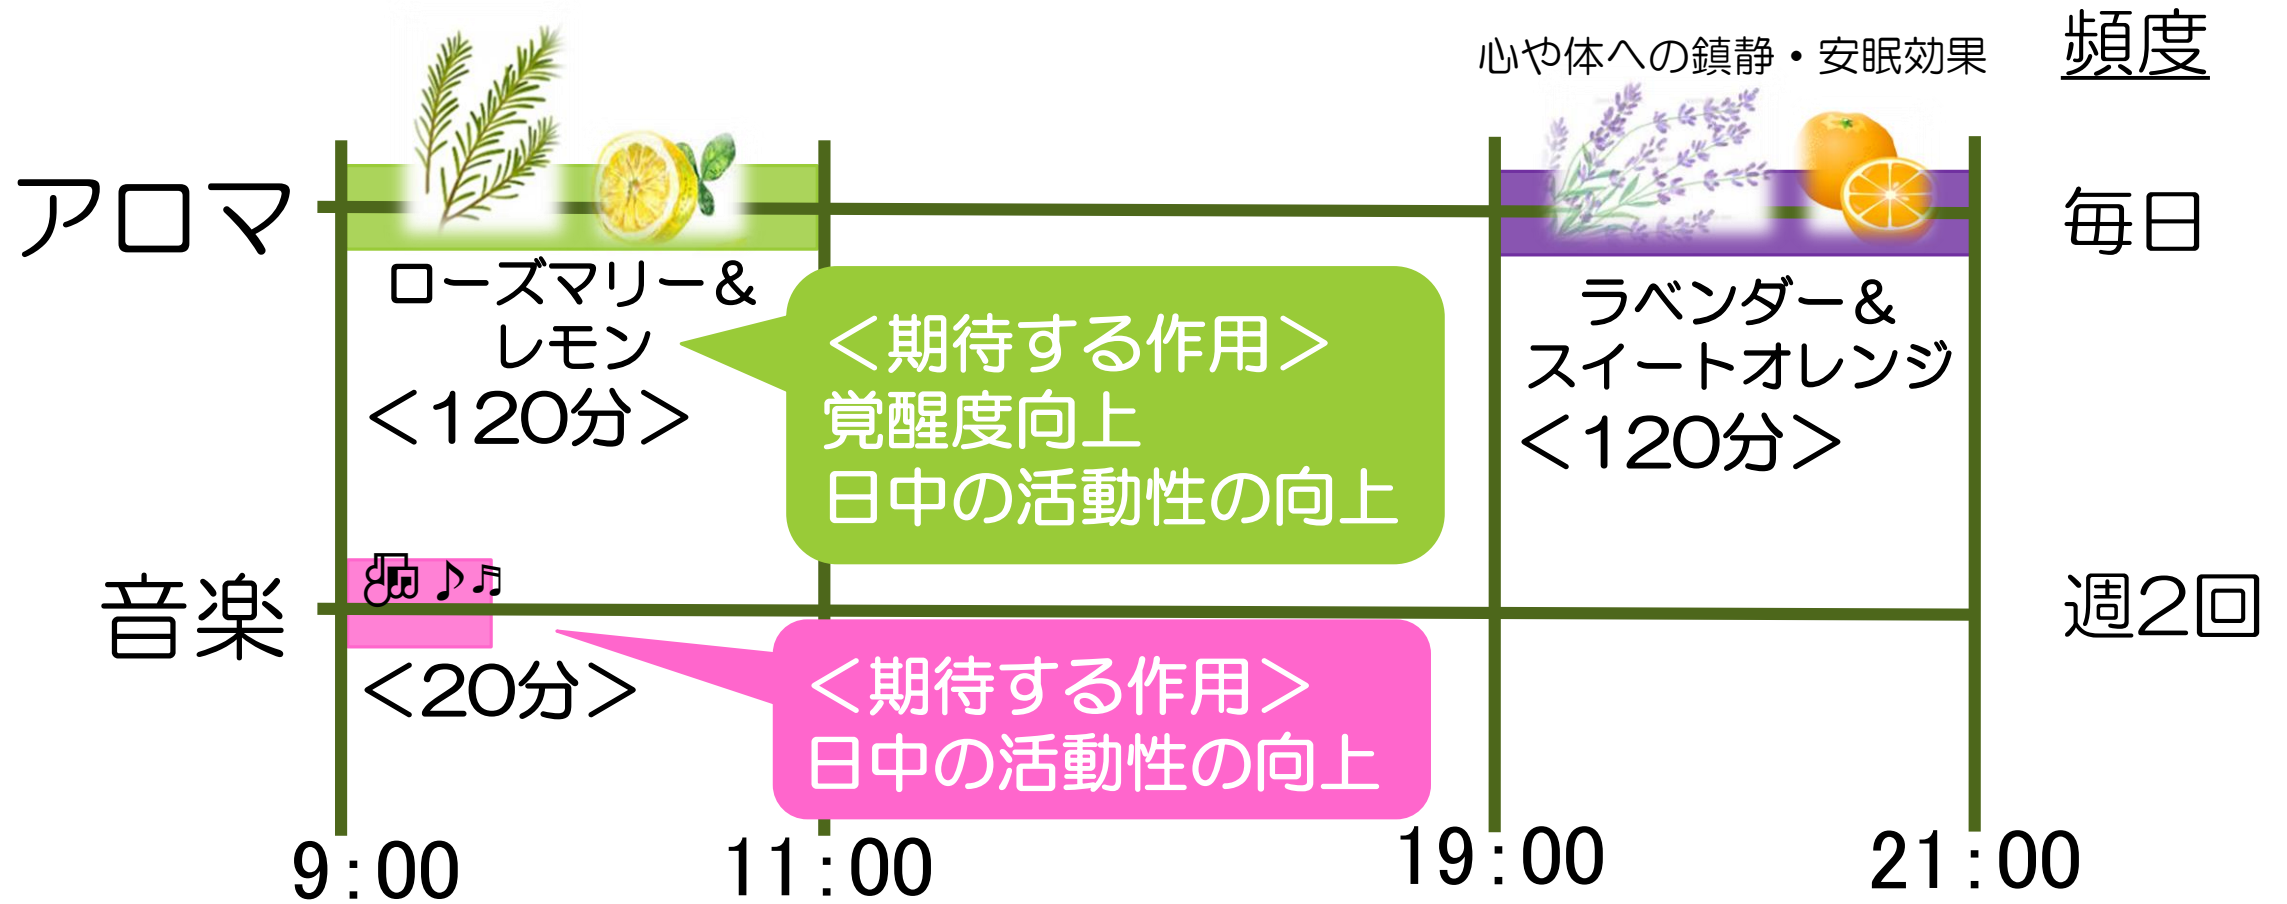 心や体への鎮静・安眠効果
頻度
アロマ
毎日
ローズマリー＆
レモン
＜120分＞
＜期待する作用＞
覚醒度向上
日中の活動性の向上
ラベンダー＆
スイートオレンジ
＜120分＞
音楽
週2回
＜20分＞
＜期待する作用＞
日中の活動性の向上
9：00
11：00
19：00
21：00